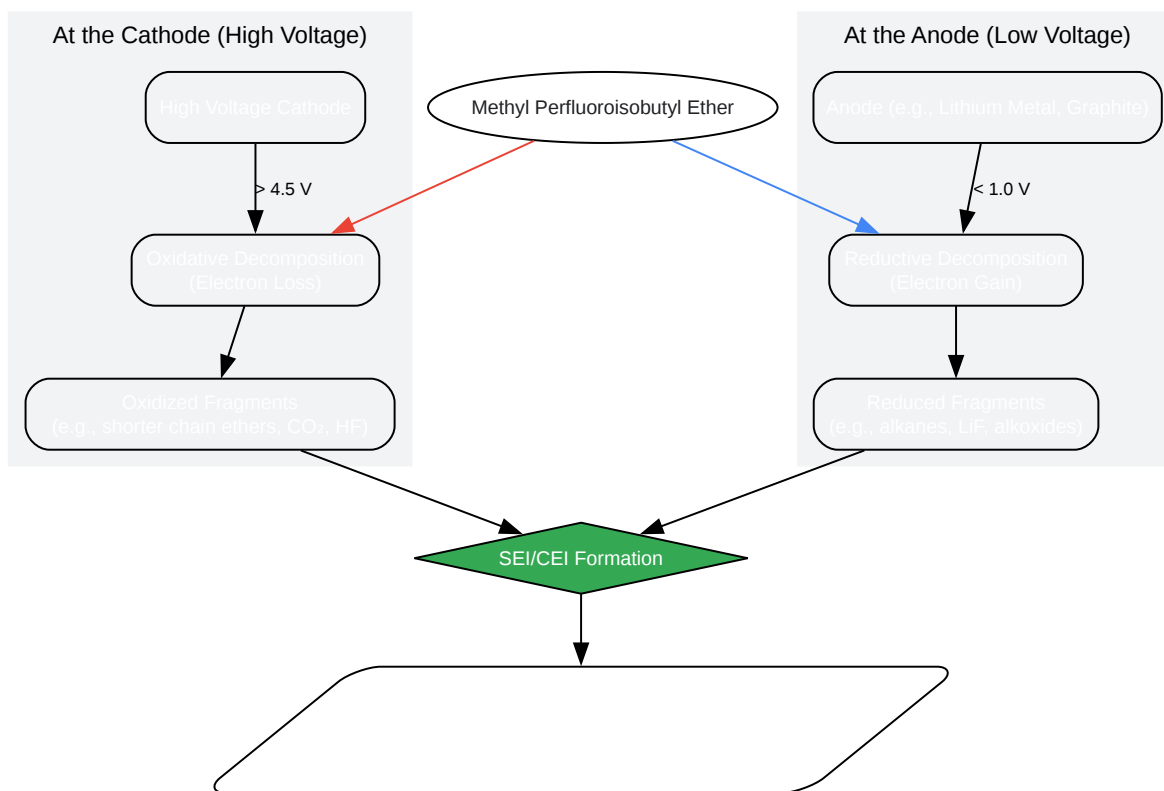 At the Cathode (High Voltage)
At the Anode (Low Voltage)
High Voltage Cathode
Methyl Perfluoroisobutyl Ether
Anode (e.g., Lithium Metal, Graphite)
> 4.5 V
< 1.0 V
Oxidative Decomposition
(Electron Loss)
Reductive Decomposition
(Electron Gain)
Oxidized Fragments
(e.g., shorter chain ethers, CO₂, HF)
Reduced Fragments
(e.g., alkanes, LiF, alkoxides)
SEI/CEI Formation